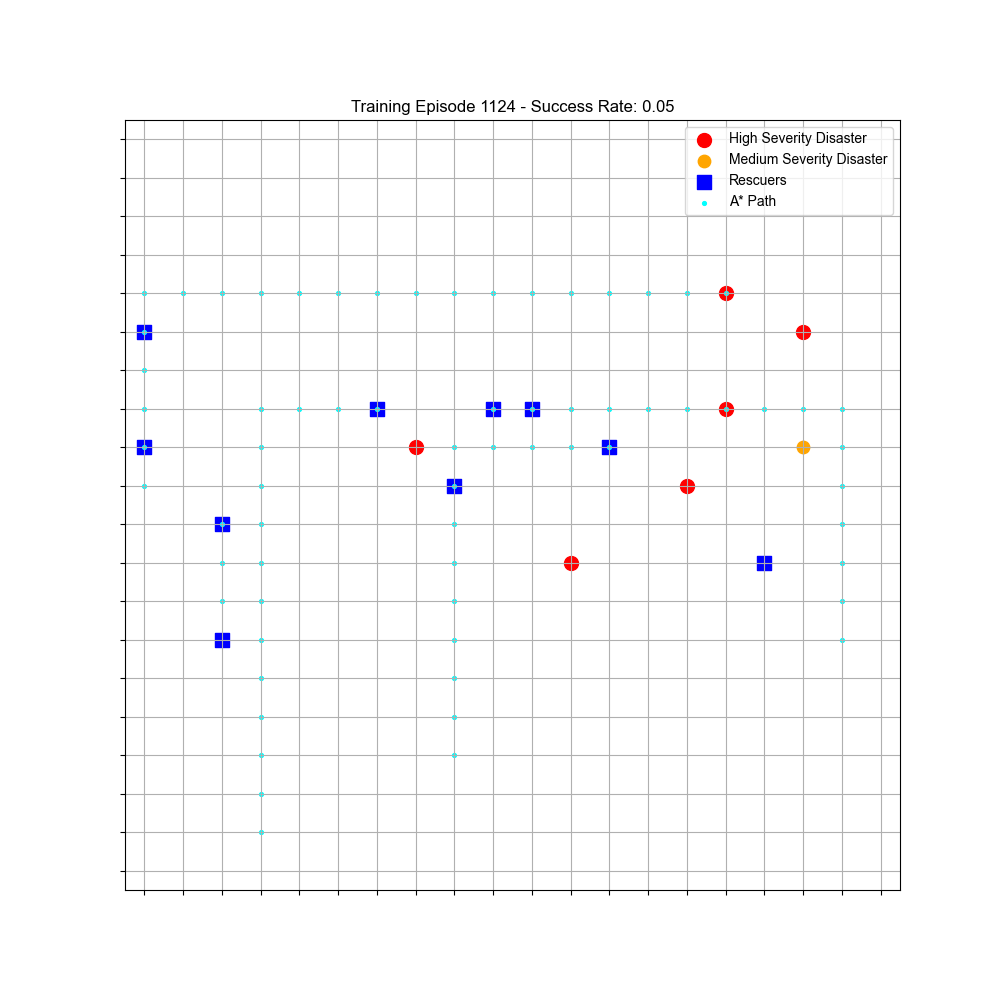 Training Episode 1124 - Success Rate: 0.05
High Severity Disaster
Medium Severity Disaster
Rescuers
A* Path